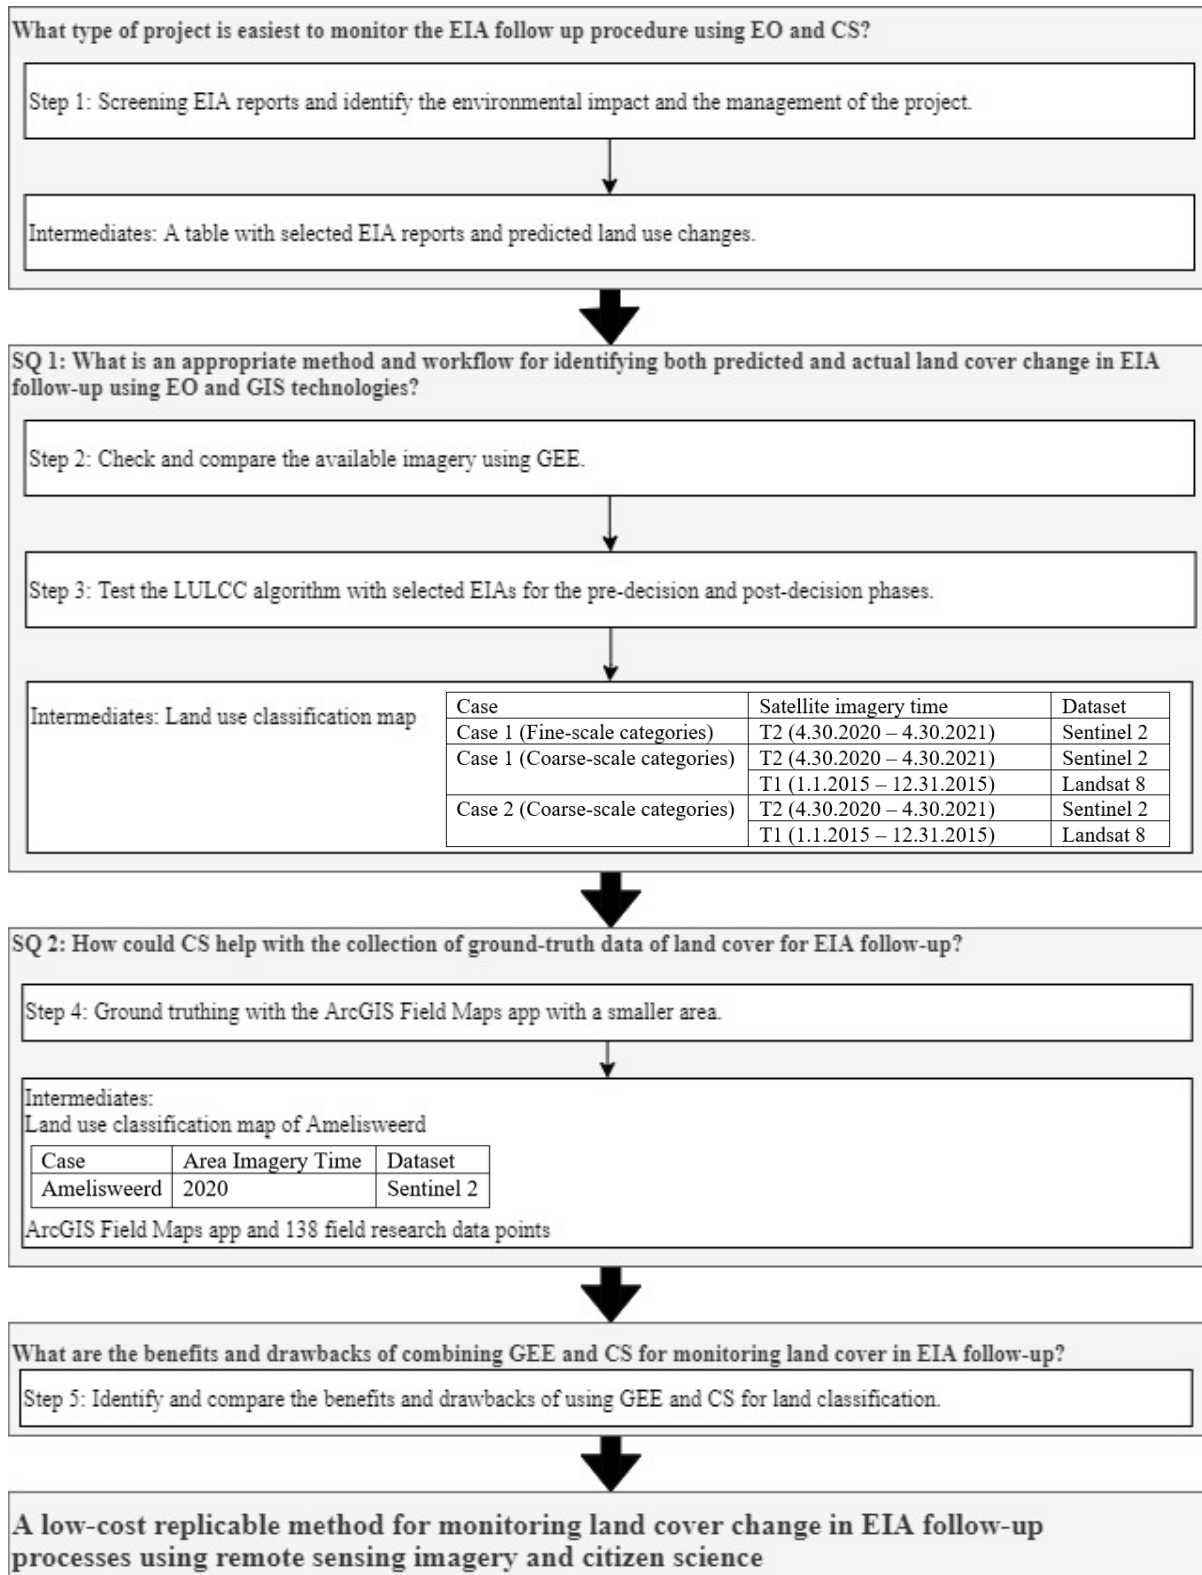 What type of project is easiest to monitor the EIA follow up procedure using EO and CS?
Step 1: Screening EIA reports and identify the environmental impact and the management of the project.
Intermediates: A table with selected EIA reports and predicted land use changes.
SQ 1: What is an appropriate method and workflow for identifying both predicted and actual land cover change in EIA
follow-up using EO and GIS technologies?
Step 2: Check and compare the available imagery using GEE.
Step 3: Test the LULCC algorithm with selected EIAs for the pre-decision and post-decision phases.
Intermediates: Land use classification map
Case Satellite imagery time Dataset
Case 1 (Fine-scale categories) T2 (4.30.2020 – 4.30.2021) Sentinel 2
Case 1 (Coarse-scale categories) T2 (4.30.2020 – 4.30.2021) Sentinel 2
T1 (1.1.2015 – 12.31.2015) Landsat 8
Case 2 (Coarse-scale categories) T2 (4.30.2020 – 4.30.2021) Sentinel 2
T1 (1.1.2015 – 12.31.2015) Landsat 8
SQ 2: How could CS help with the collection of ground-truth data of land cover for EIA follow-up?
Step 4: Ground truthing with the ArcGIS Field Maps app with a smaller area.
Intermediates:
Land use classification map of Amelisweerd
Case Area Imagery Time Dataset
Amelisweerd 2020 Sentinel 2
ArcGIS Field Maps app and 138 field research data points
What are the benefits and drawbacks of combining GEE and CS for monitoring land cover in EIA follow-up?
Step 5: Identify and compare the benefits and drawbacks of using GEE and CS for land classification.
A low-cost replicable method for monitoring land cover change in EIA follow-up
processes using remote sensing imagery and citizen science